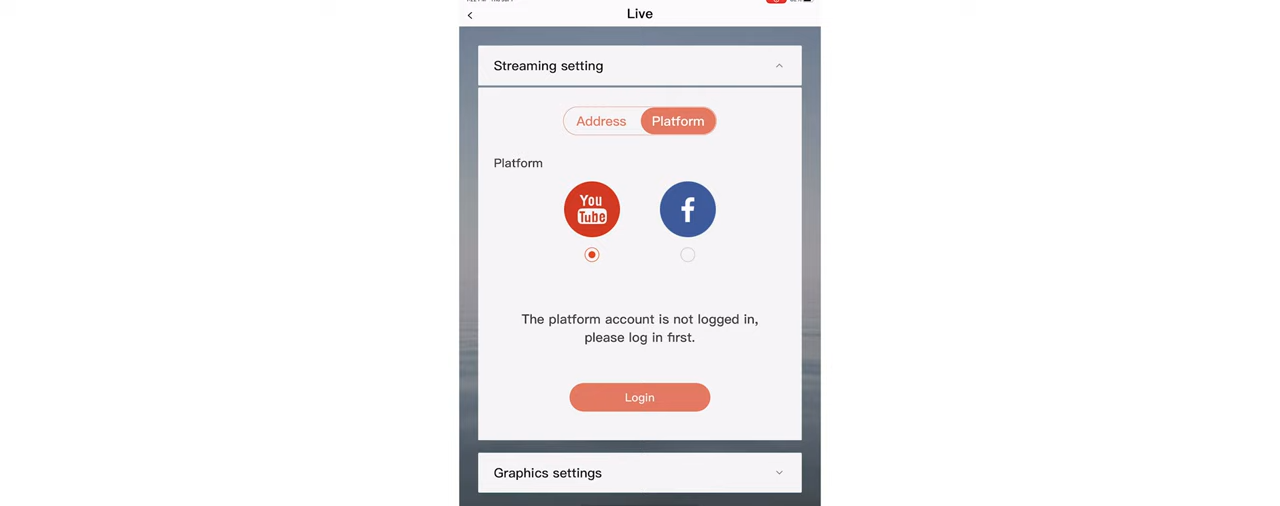 Live
Streaming setting
Address
Platform
Platform
You
Tube
f
The platform account is not logged in,
please log in first.
Login
Graphics settings